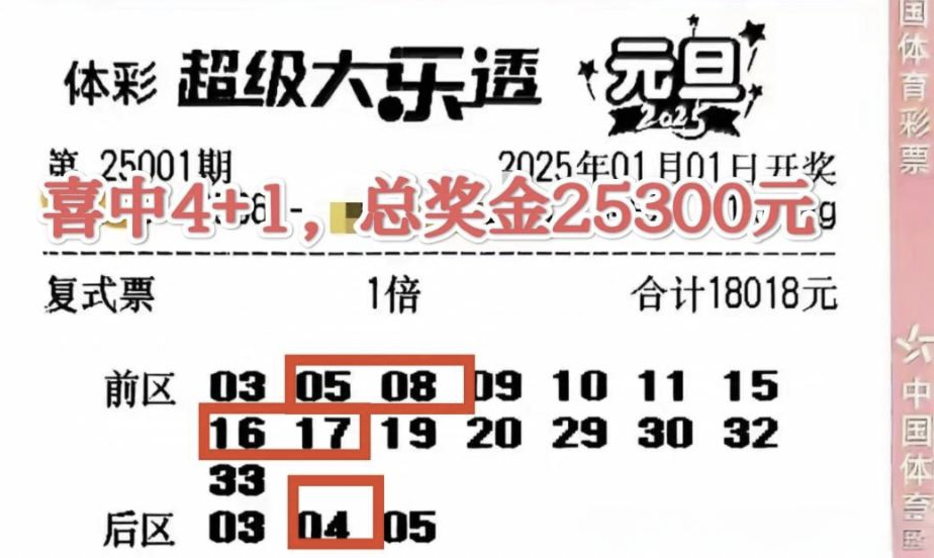 体彩 超级大乐透 元旦
2025
第 25001期 2025年01月01日开奖
喜中4+1，总奖金25300元
复式票 1倍 合计18018元
前区 03 05 08 09 10 11 15
16 17 19 20 29 30 32
33
后区 03 04 05
国体育彩票
中国体育